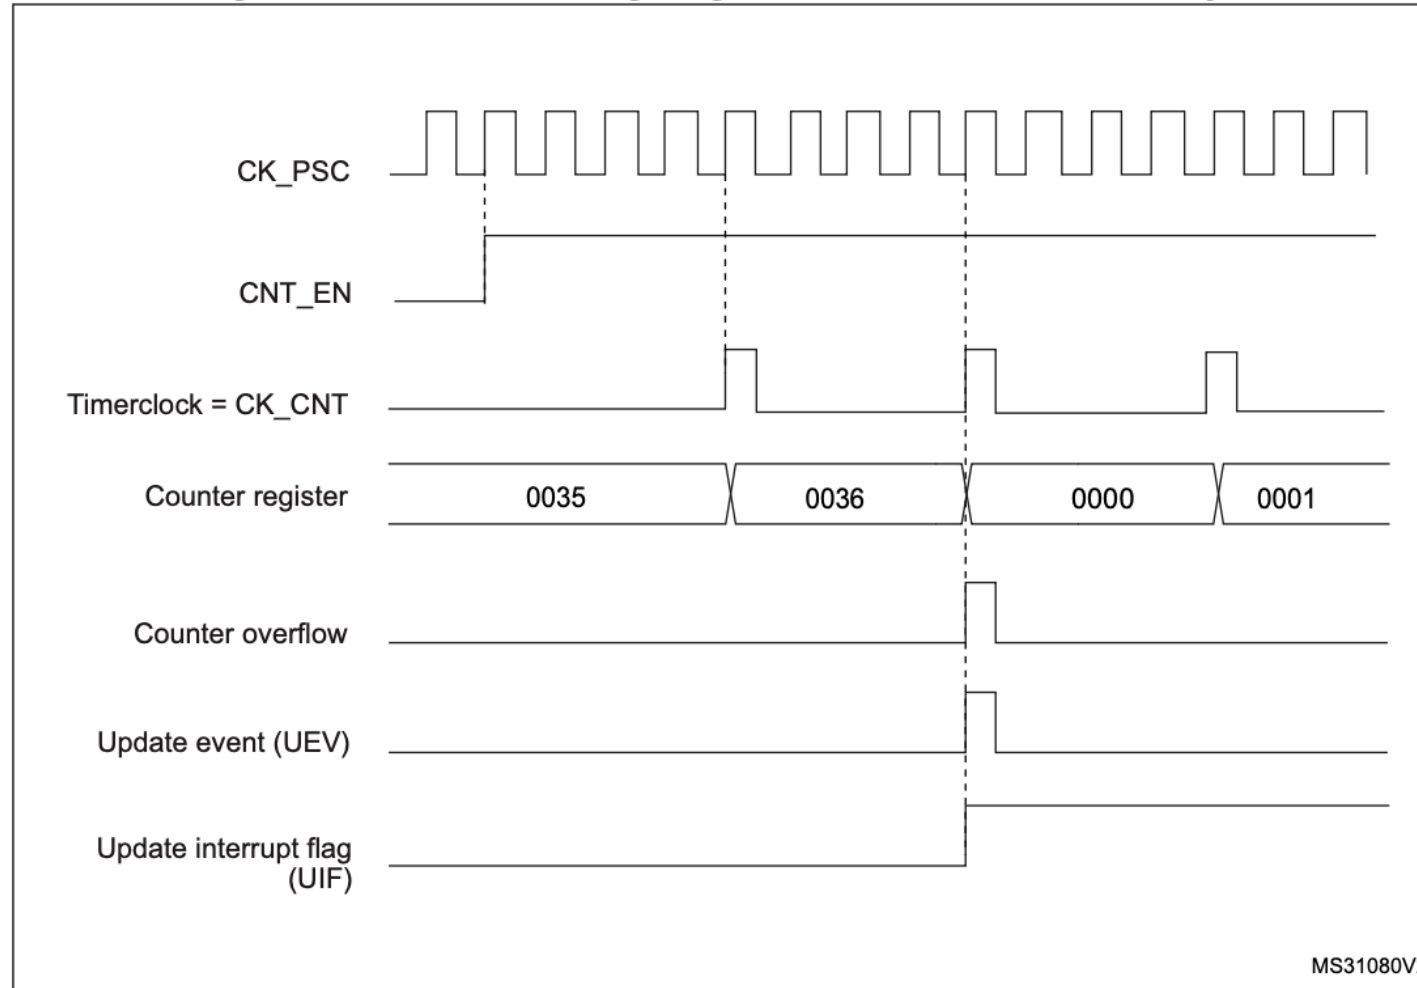 CK_PSC
CNT_EN
Timerclock = CK_CNT
Counter register
0035
0036
0000
0001
Counter overflow
Update event (UEV)
Update interrupt flag
(UIF)